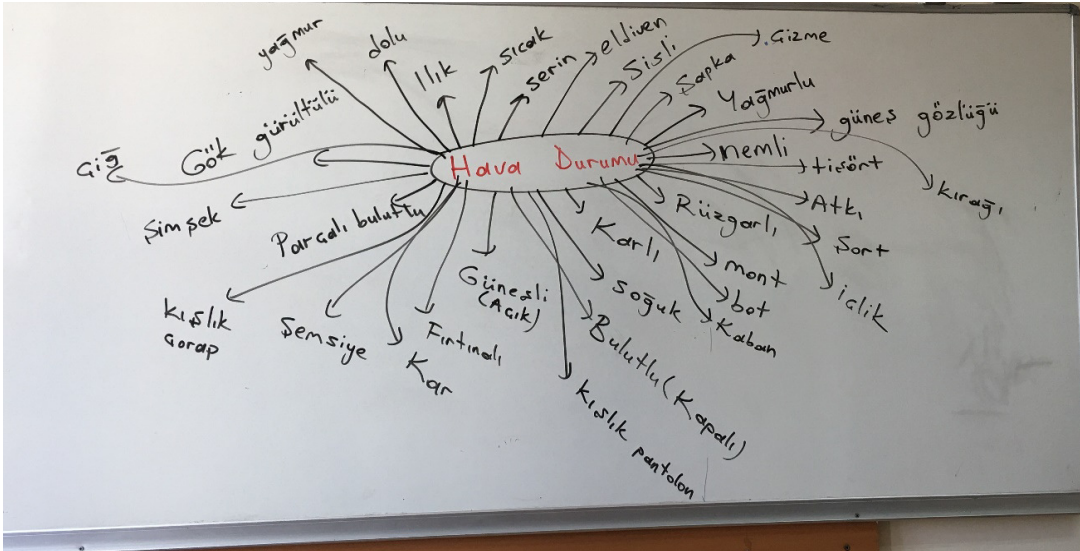 yağmur
dolu
Ilık
sıcak
serin
eldiven
Sisli
Şapka
Çizme
Yağmurlu
güneş gözlüğü
Çiğ
Gök gürültülü
Hava Durumu
nemli
tişört
kırağı
Şimşek
Parçalı bulutlu
Karlı
Rüzgarlı
Atkı
Şort
kışlık
çorap
Şemsiye
Kar
Fırtınalı
Güneşli
(Açık)
soğuk
mont
bot
Kaban
içlik
Bulutlu (Kapalı)
kışlık pantolon